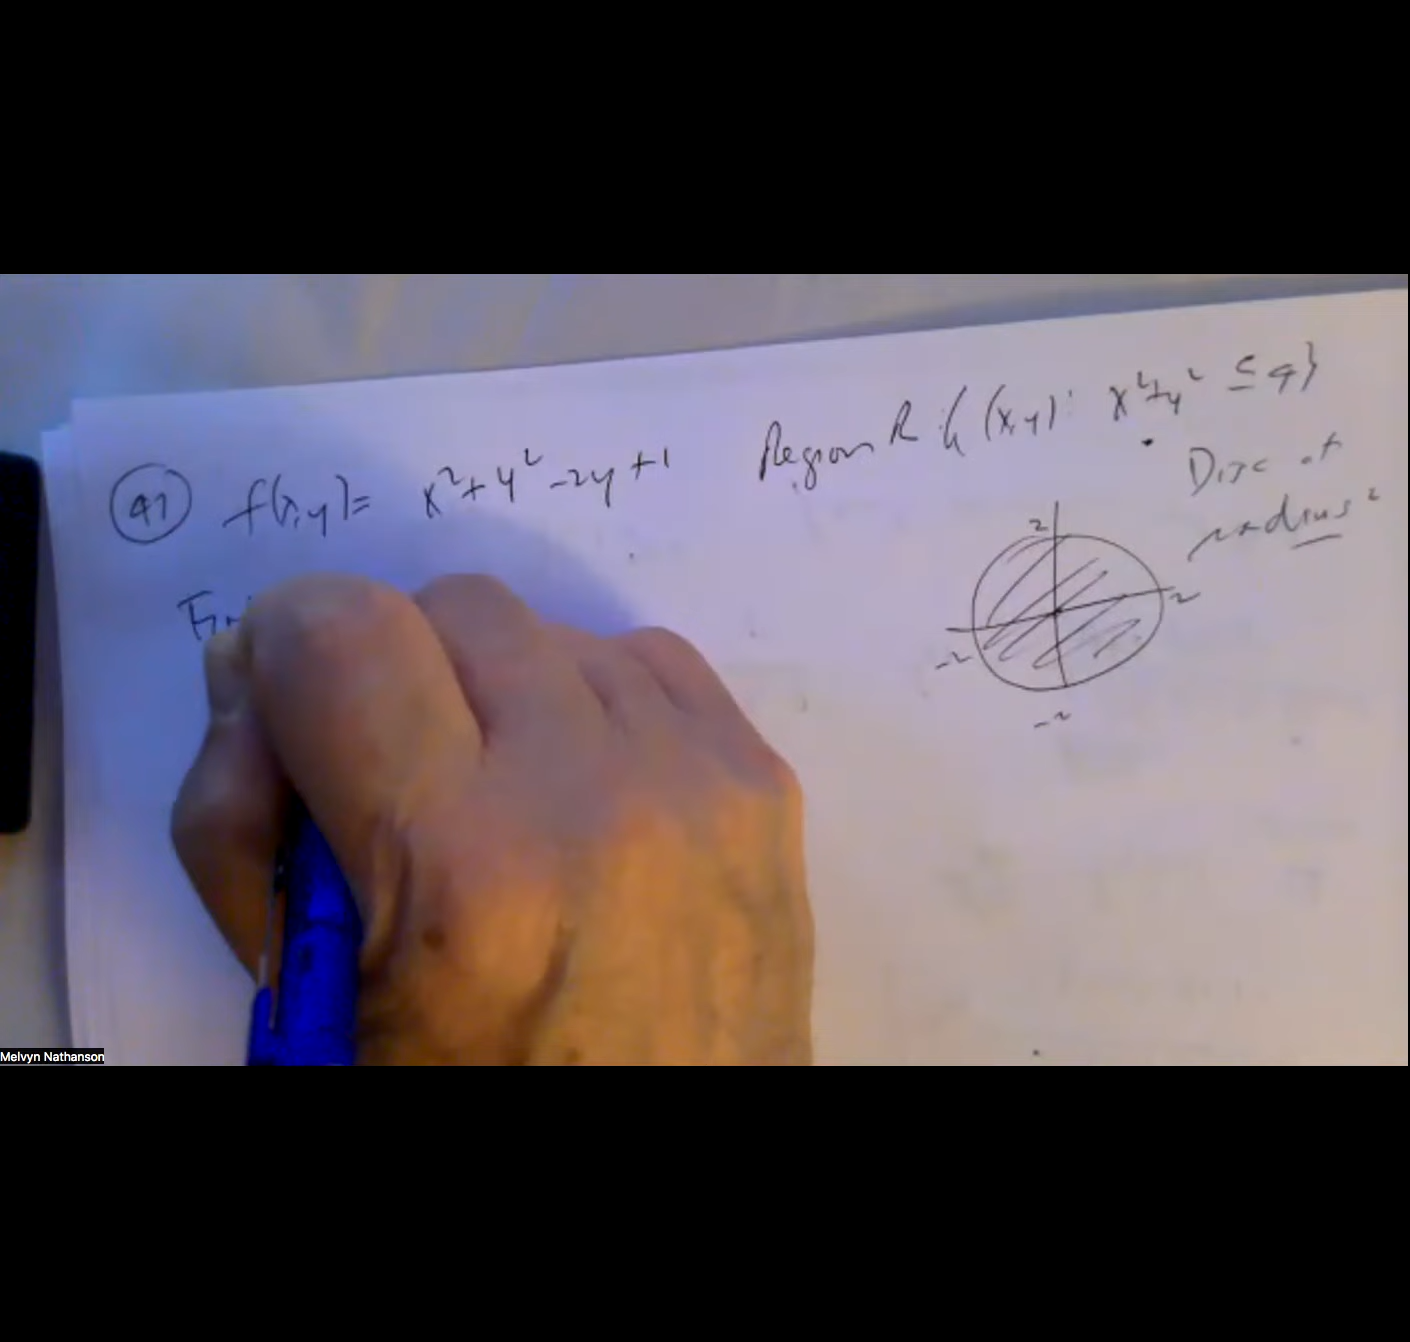 41 f(x,y)= x²+y²-2y+1 Region R : { (x,y): x²+y² ≤ 4}
Disc of
radius 2
2
2
-2
-2
Melvyn Nathanson